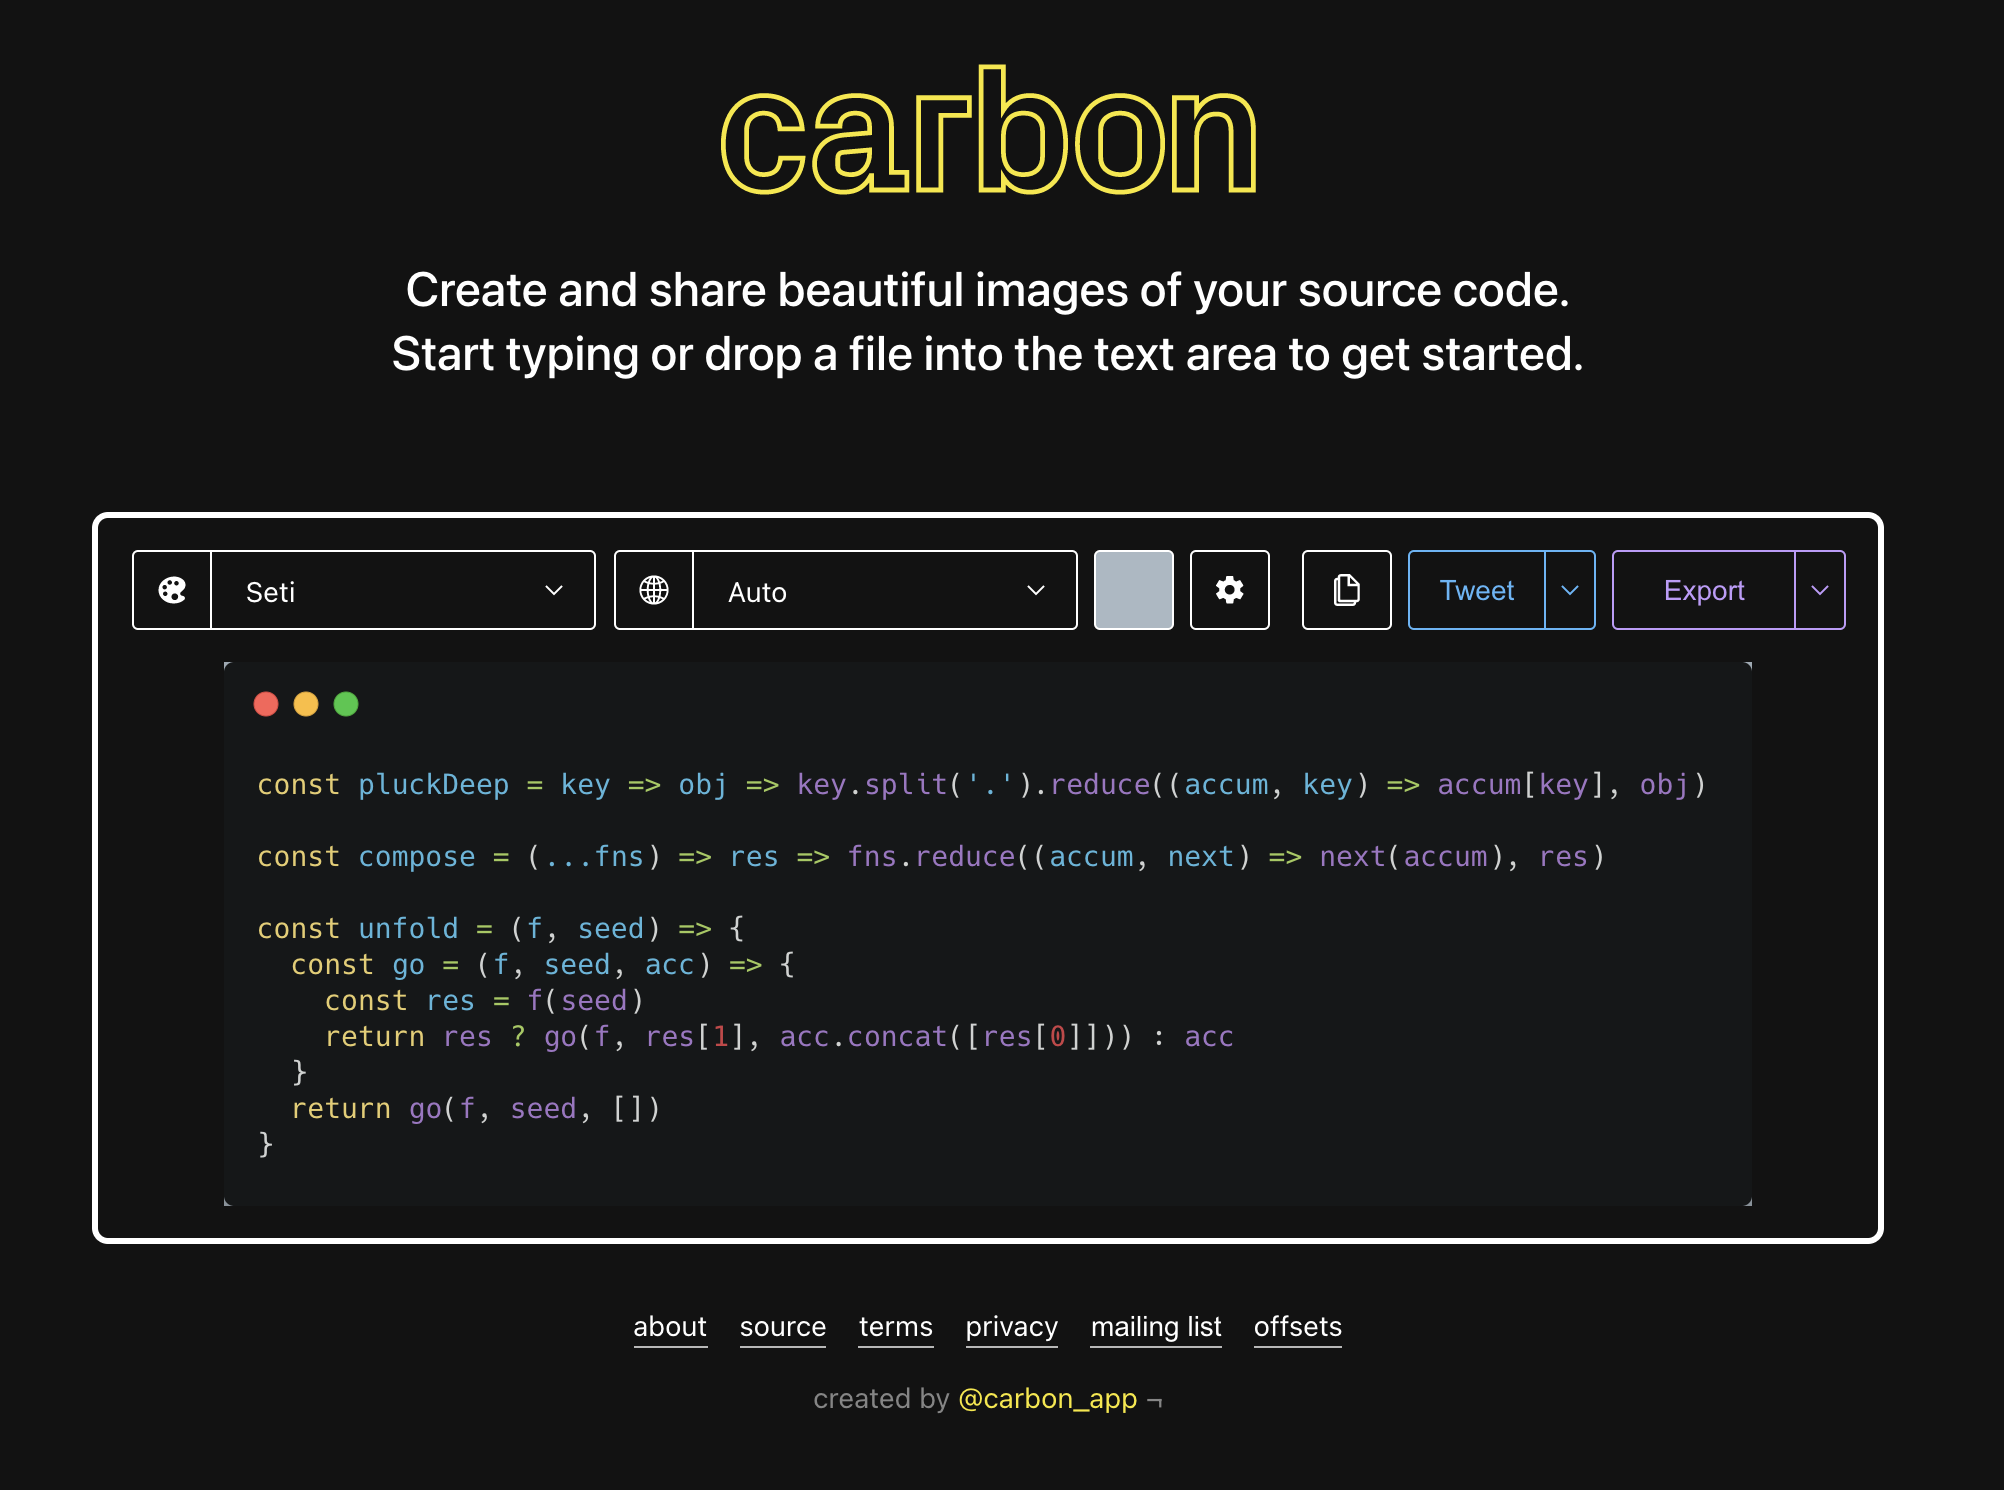 carbon
Create and share beautiful images of your source code.
Start typing or drop a file into the text area to get started.
Seti Auto Tweet Export
const pluckDeep = key => obj => key.split('.').reduce((accum, key) => accum[key], obj)
const compose = (...fns) => res => fns.reduce((accum, next) => next(accum), res)
const unfold = (f, seed) => {
  const go = (f, seed, acc) => {
    const res = f(seed)
    return res ? go(f, res[1], acc.concat([res[0]])) : acc
  }
  return go(f, seed, [])
}
about source terms privacy mailing list offsets
created by @carbon_app ¬